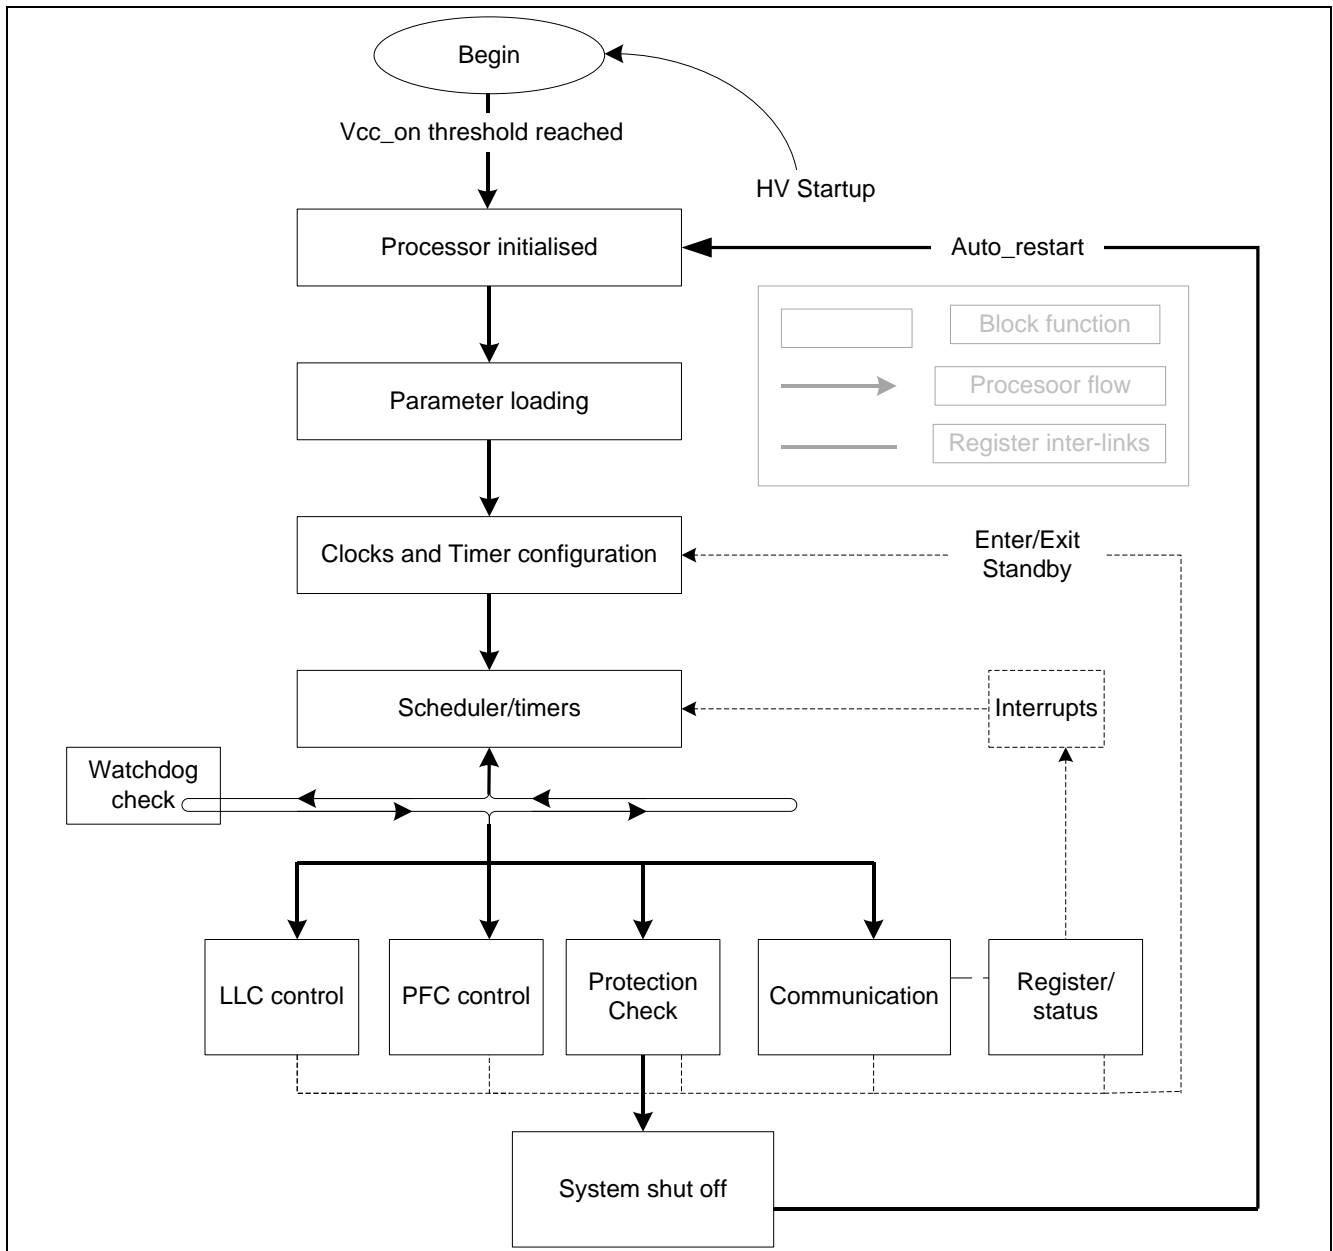 Begin
Vcc_on threshold reached
HV Startup
Processor initialised
Auto_restart
Block function
Procesoor flow
Register inter-links
Parameter loading
Clocks and Timer configuration
Enter/Exit
Standby
Scheduler/timers
Interrupts
Watchdog
check
LLC control
PFC control
Protection
Check
Communication
Register/
status
System shut off